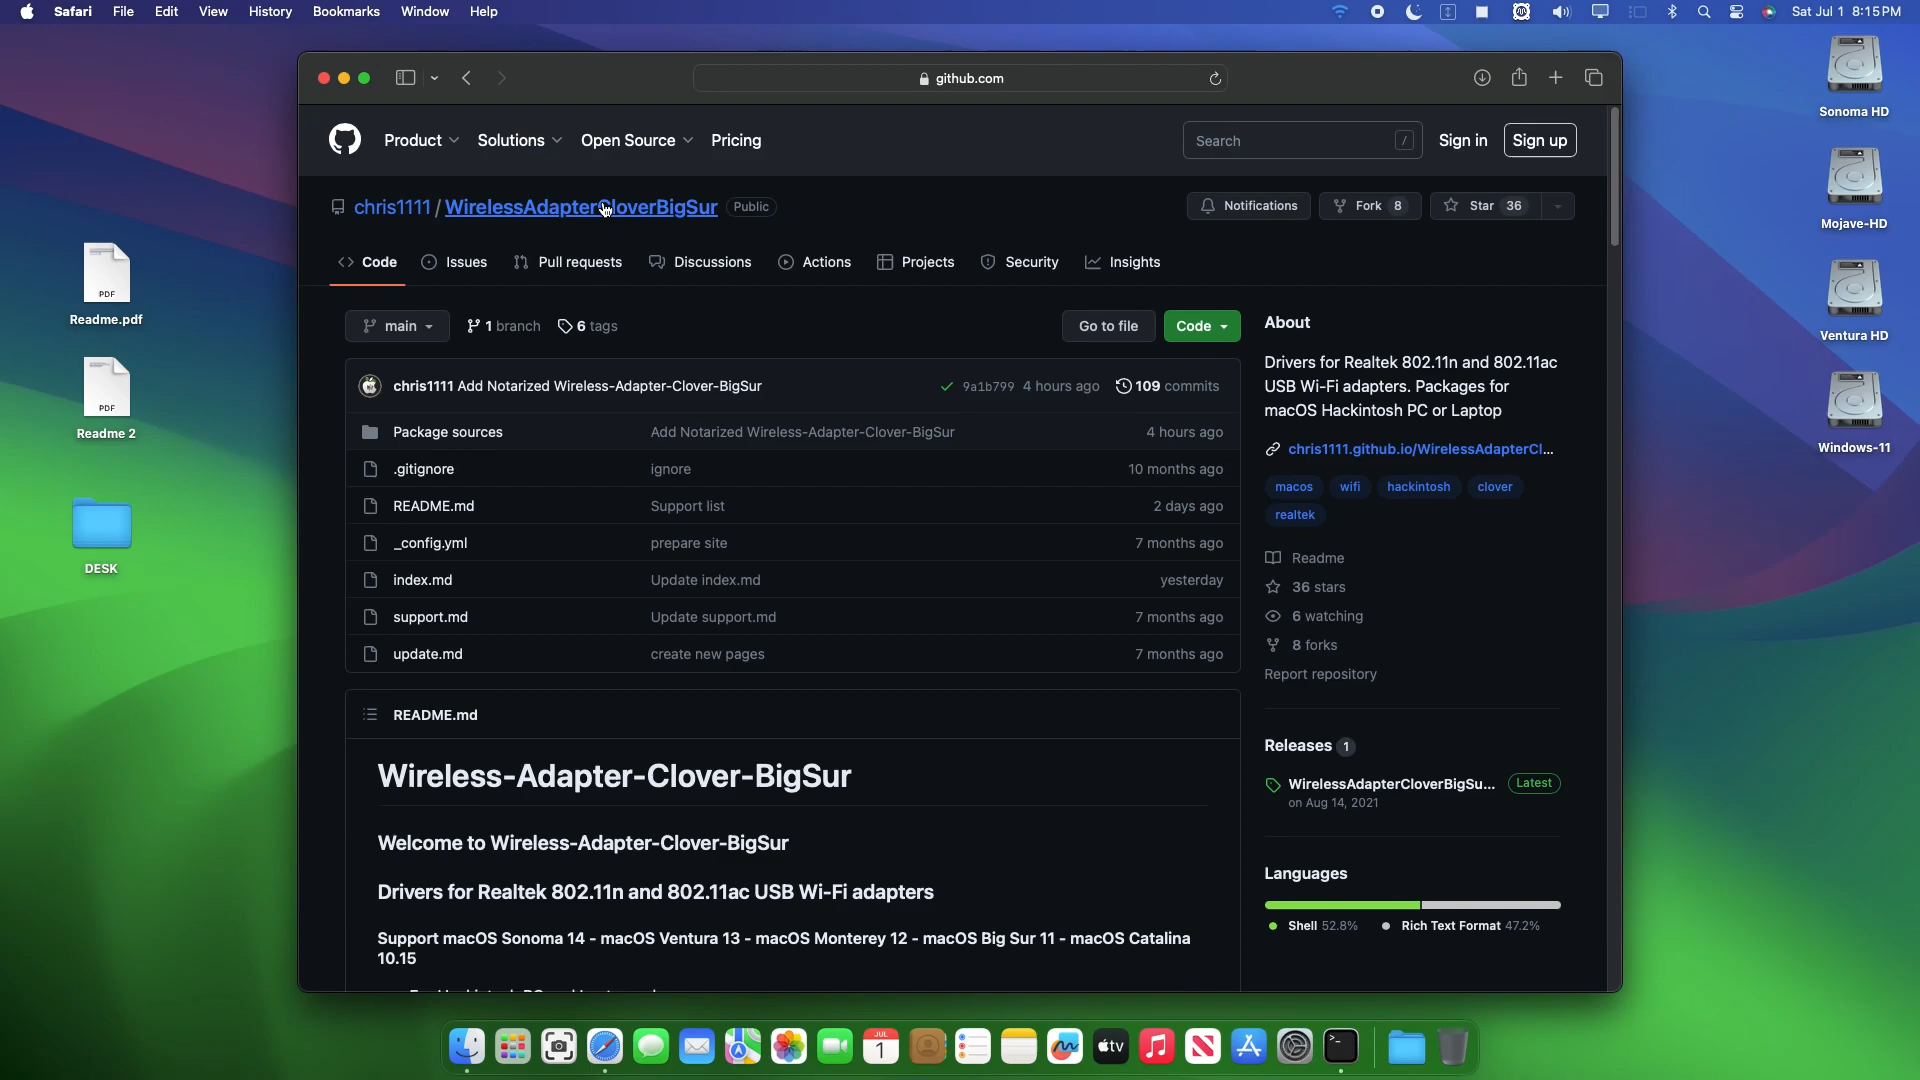 Safari File Edit View History Bookmarks Window Help
Sat Jul 1 8:15 PM
github.com
Product Solutions Open Source Pricing
Search / Sign in Sign up
chris1111 / WirelessAdapterCloverBigSur Public
Notifications Fork 8 Star 36
Code Issues Pull requests Discussions Actions Projects Security Insights
main 1 branch 6 tags Go to file Code
chris1111 Add Notarized Wireless-Adapter-Clover-BigSur 9a1b799 4 hours ago 109 commits
Package sources Add Notarized Wireless-Adapter-Clover-BigSur 4 hours ago
.gitignore ignore 10 months ago
README.md Support list 2 days ago
_config.yml prepare site 7 months ago
index.md Update index.md yesterday
support.md Update support.md 7 months ago
update.md create new pages 7 months ago
README.md
Wireless-Adapter-Clover-BigSur
Welcome to Wireless-Adapter-Clover-BigSur
Drivers for Realtek 802.11n and 802.11ac USB Wi-Fi adapters
Support macOS Sonoma 14 - macOS Ventura 13 - macOS Monterey 12 - macOS Big Sur 11 - macOS Catalina
10.15
About
Drivers for Realtek 802.11n and 802.11ac
USB Wi-Fi adapters. Packages for
macOS Hackintosh PC or Laptop
chris1111.github.io/WirelessAdapterCl...
macos wifi hackintosh clover
realtek
Readme
36 stars
6 watching
8 forks
Report repository
Releases 1
WirelessAdapterCloverBigSu... Latest
on Aug 14, 2021
Languages
Shell 52.8% Rich Text Format 47.2%
PDF
Readme.pdf
PDF
Readme 2
DESK
Sonoma HD
Mojave-HD
Ventura HD
Windows-11
JUL
1
tv